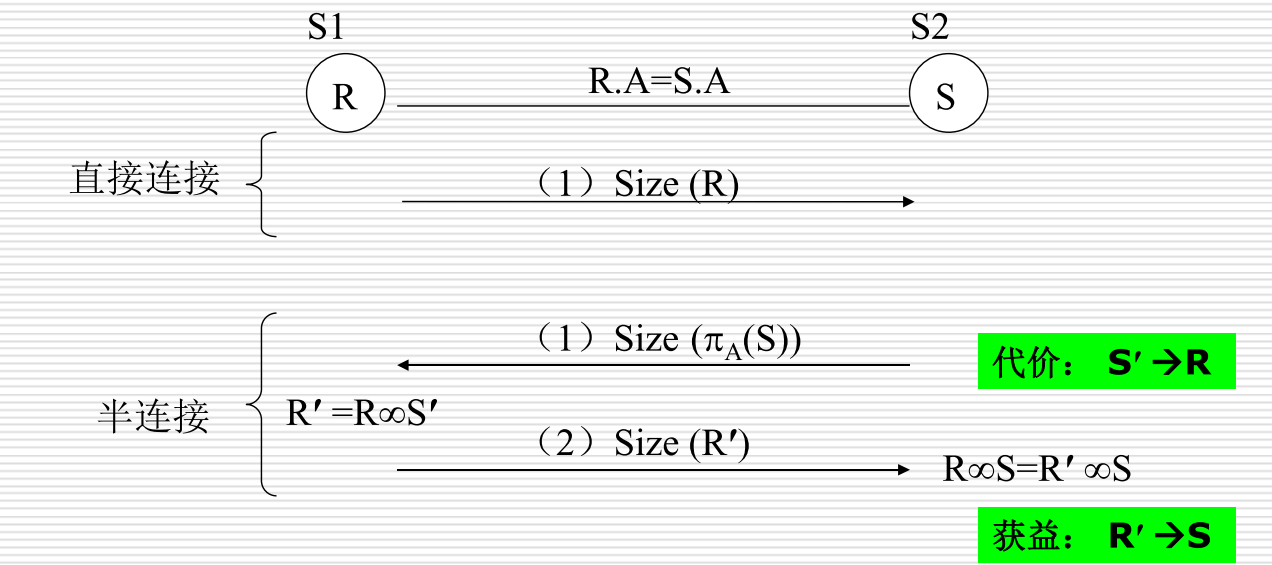 S1
S2
R
R.A=S.A
S
直接连接
（1）Size (R)
（1）Size (πA(S))
代价： S′ →R
半连接
R′ =R∞S′
（2）Size (R′)
R∞S=R′ ∞S
获益： R′ →S